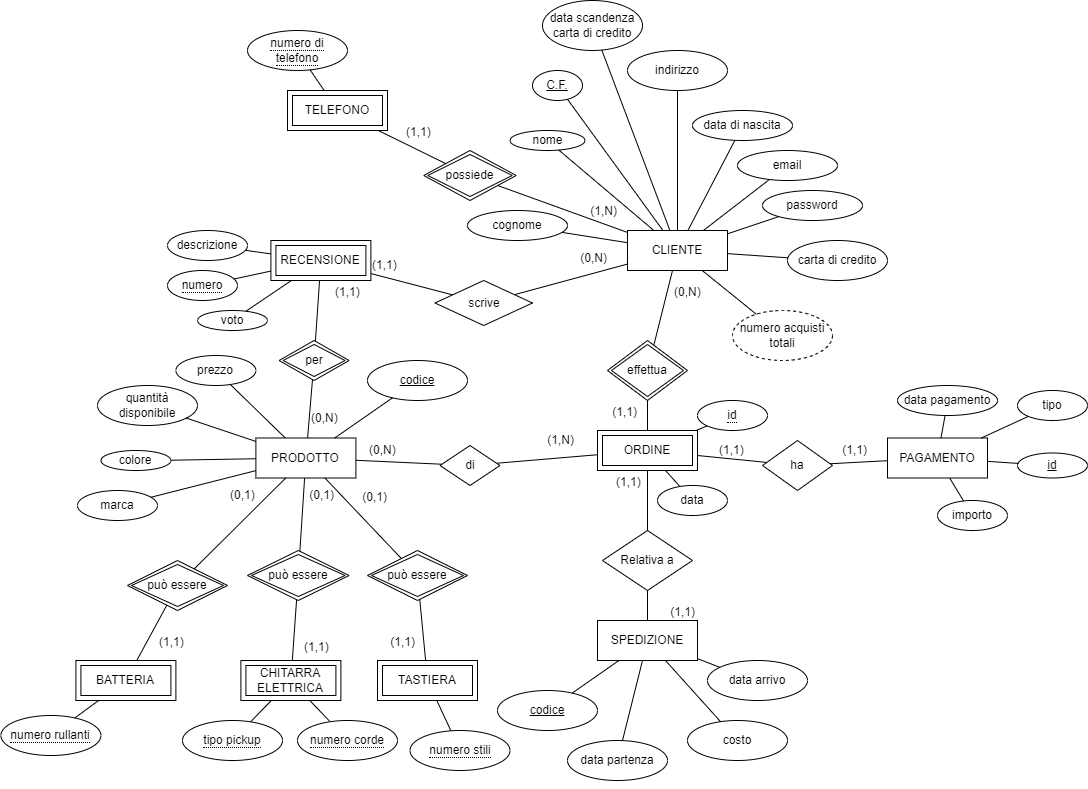 data scandenza
carta di credito
numero di
telefono
indirizzo
C.F.
TELEFONO
(1,1)
data di nascita
nome
email
possiede
password
(1,N)
cognome
descrizione
RECENSIONE
(1,1)
CLIENTE
(0,N)
carta di credito
numero
(1,1)
scrive
(0,N)
voto
numero acquisti
totali
per
prezzo
codice
effettua
quantità
disponibile
(0,N)
(1,1)
id
data pagamento
tipo
colore
PRODOTTO
(0,N)
di
(1,N)
ORDINE
(1,1)
ha
(1,1)
PAGAMENTO
id
marca
(0,1)
(0,1)
(0,1)
(1,1)
data
importo
può essere
può essere
può essere
Relativa a
(1,1)
(1,1)
(1,1)
(1,1)
SPEDIZIONE
BATTERIA
CHITARRA
ELETTRICA
TASTIERA
data arrivo
codice
numero rullanti
tipo pickup
numero corde
numero stili
costo
data partenza